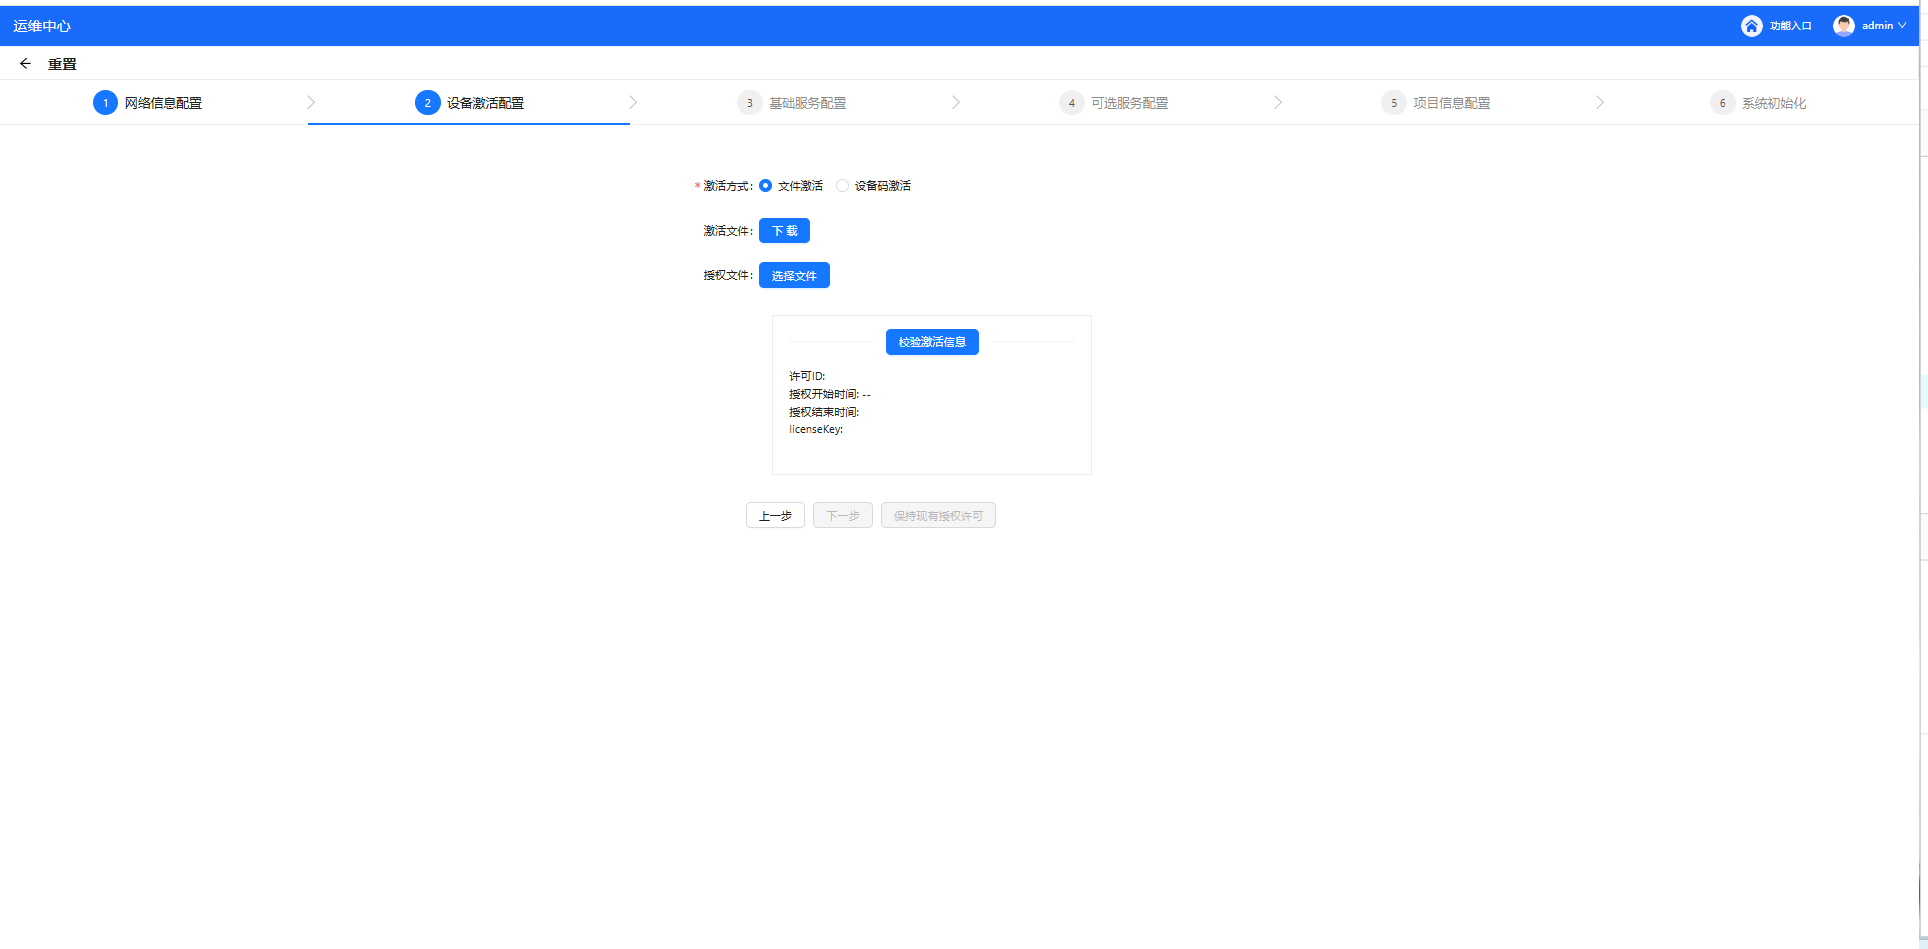 运维中心
功能入口
admin
重置
1 网络信息配置
2 设备激活配置
3 基础服务配置
4 可选服务配置
5 项目信息配置
6 系统初始化
* 激活方式: 文件激活 设备码激活
激活文件: 下 载
授权文件: 选择文件
校验激活信息
许可ID:
授权开始时间: --
授权结束时间:
licenseKey:
上一步 下一步 保持现有授权许可